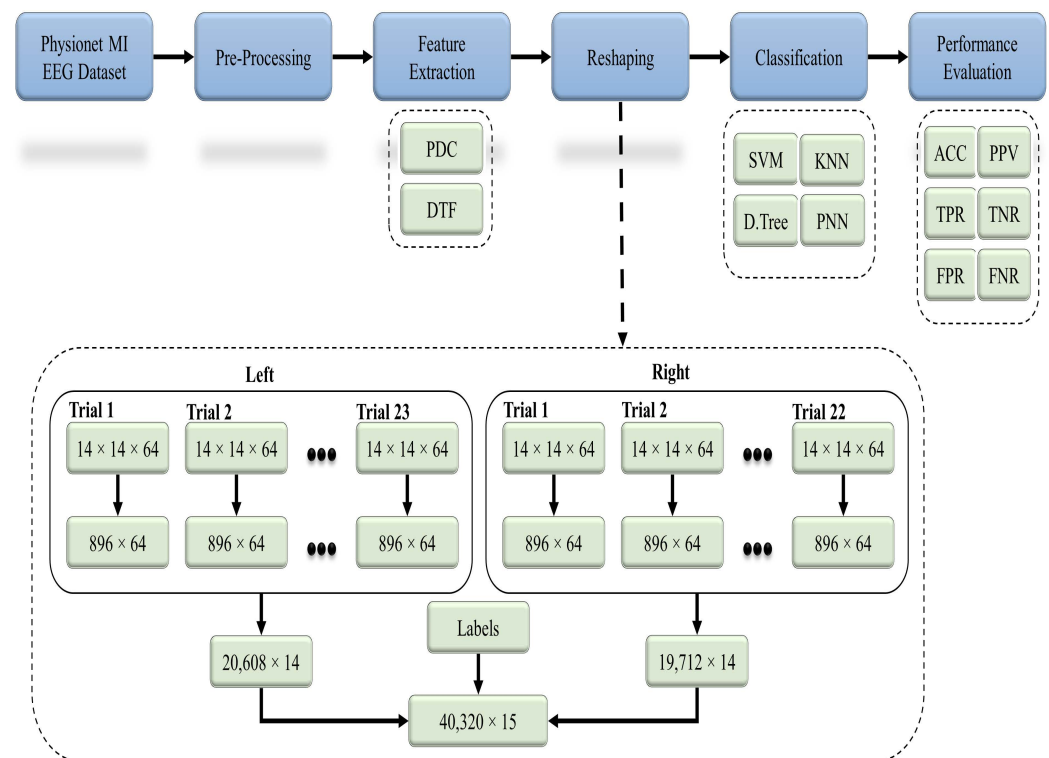 Physionet MI
EEG Dataset
Pre-Processing
Feature
Extraction
Reshaping
Classification
Performance
Evaluation
PDC
DTF
SVM
KNN
D.Tree
PNN
ACC
PPV
TPR
TNR
FPR
FNR
Left
Trial 1
Trial 2
Trial 23
14 × 14 × 64
14 × 14 × 64
14 × 14 × 64
896 × 64
896 × 64
896 × 64
Right
Trial 1
Trial 2
Trial 22
14 × 14 × 64
14 × 14 × 64
14 × 14 × 64
896 × 64
896 × 64
896 × 64
Labels
20,608 × 14
19,712 × 14
40,320 × 15